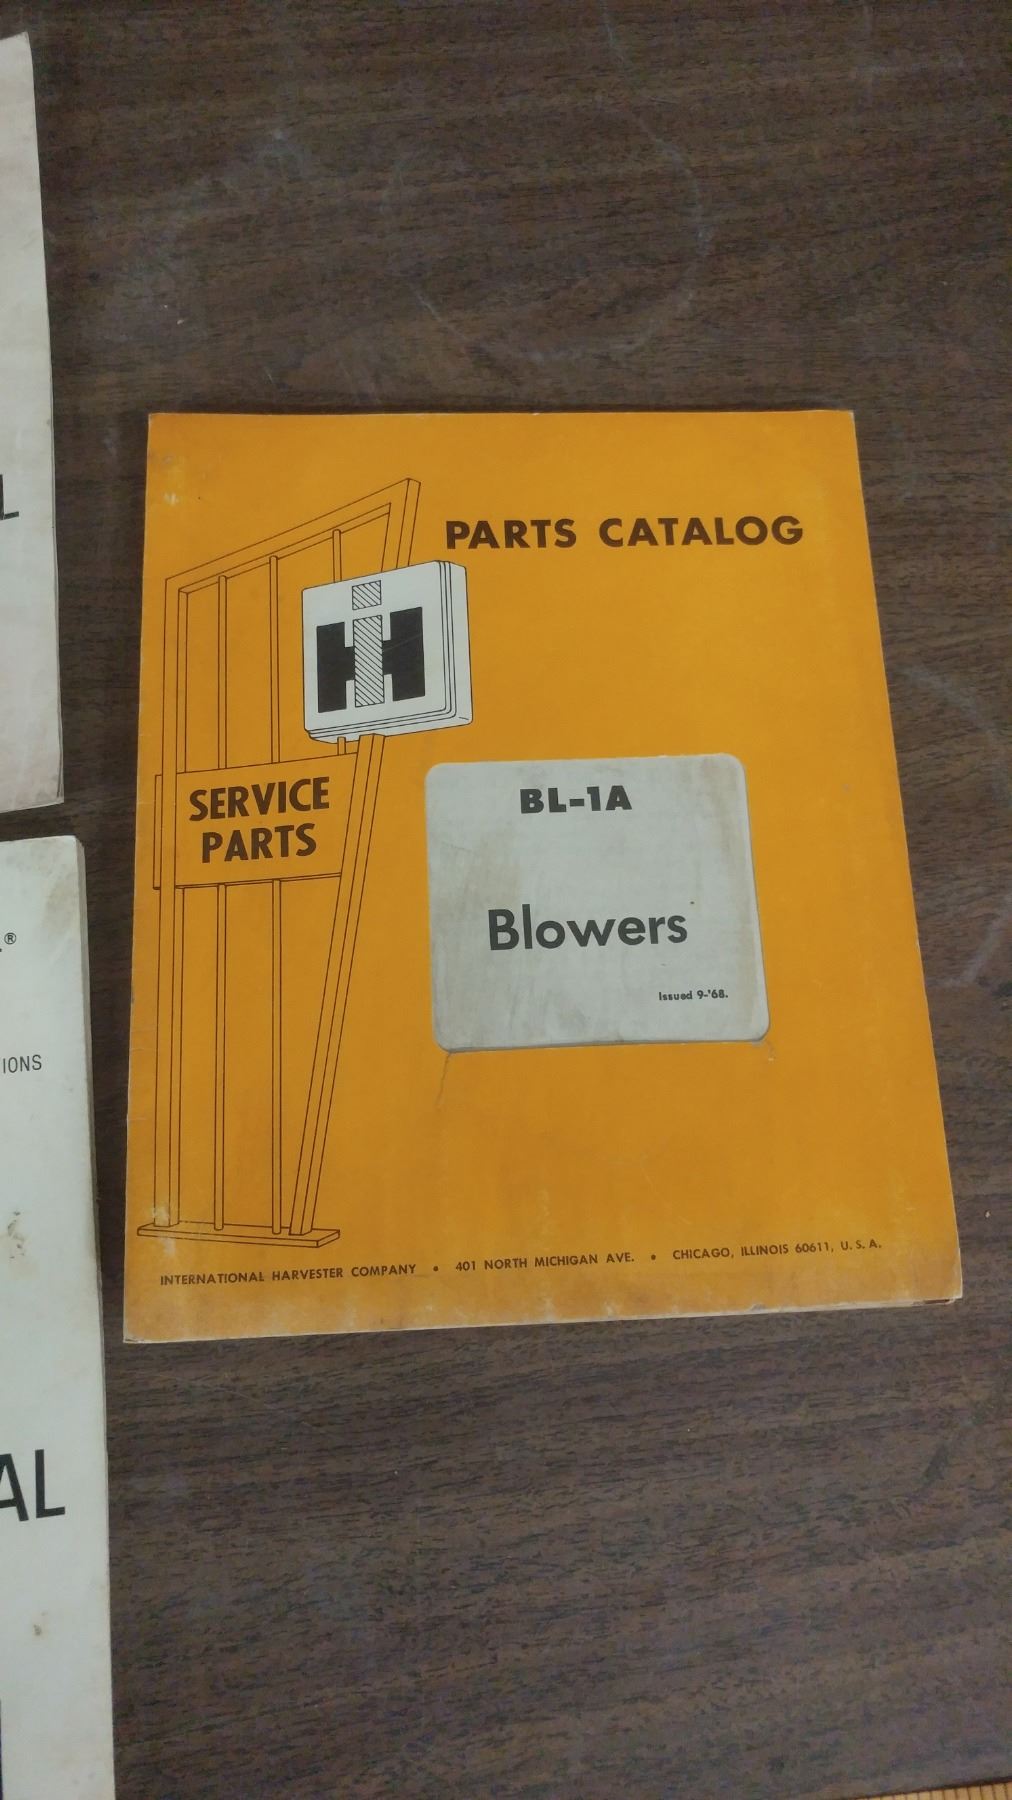 PARTS CATALOG
IH
SERVICE
PARTS
BL-1A
Blowers
Issued 9-'68.
INTERNATIONAL HARVESTER COMPANY • 401 NORTH MICHIGAN AVE. • CHICAGO, ILLINOIS 60611, U. S. A.
L
®
IONS
AL